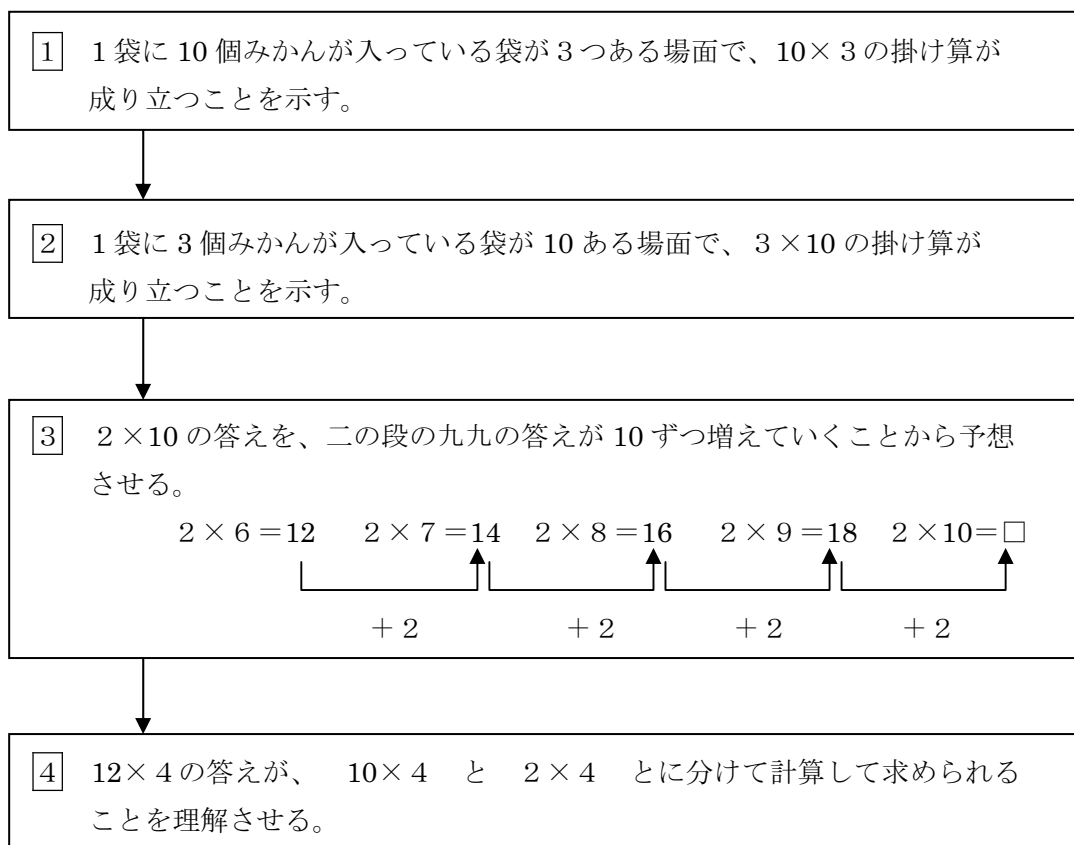 1 1袋に 10 個みかんが入っている袋が3つある場面で、10×3の掛け算が
成り立つことを示す。
2 1袋に 3 個みかんが入っている袋が 10 ある場面で、3×10 の掛け算が
成り立つことを示す。
3 2×10 の答えを、二の段の九九の答えが 10 ずつ増えていくことから予想
させる。
2×6=12 2×7=14 2×8=16 2×9=18 2×10=□
+2 +2 +2 +2
4 12×4の答えが、 10×4 と 2×4 とに分けて計算して求められる
ことを理解させる。